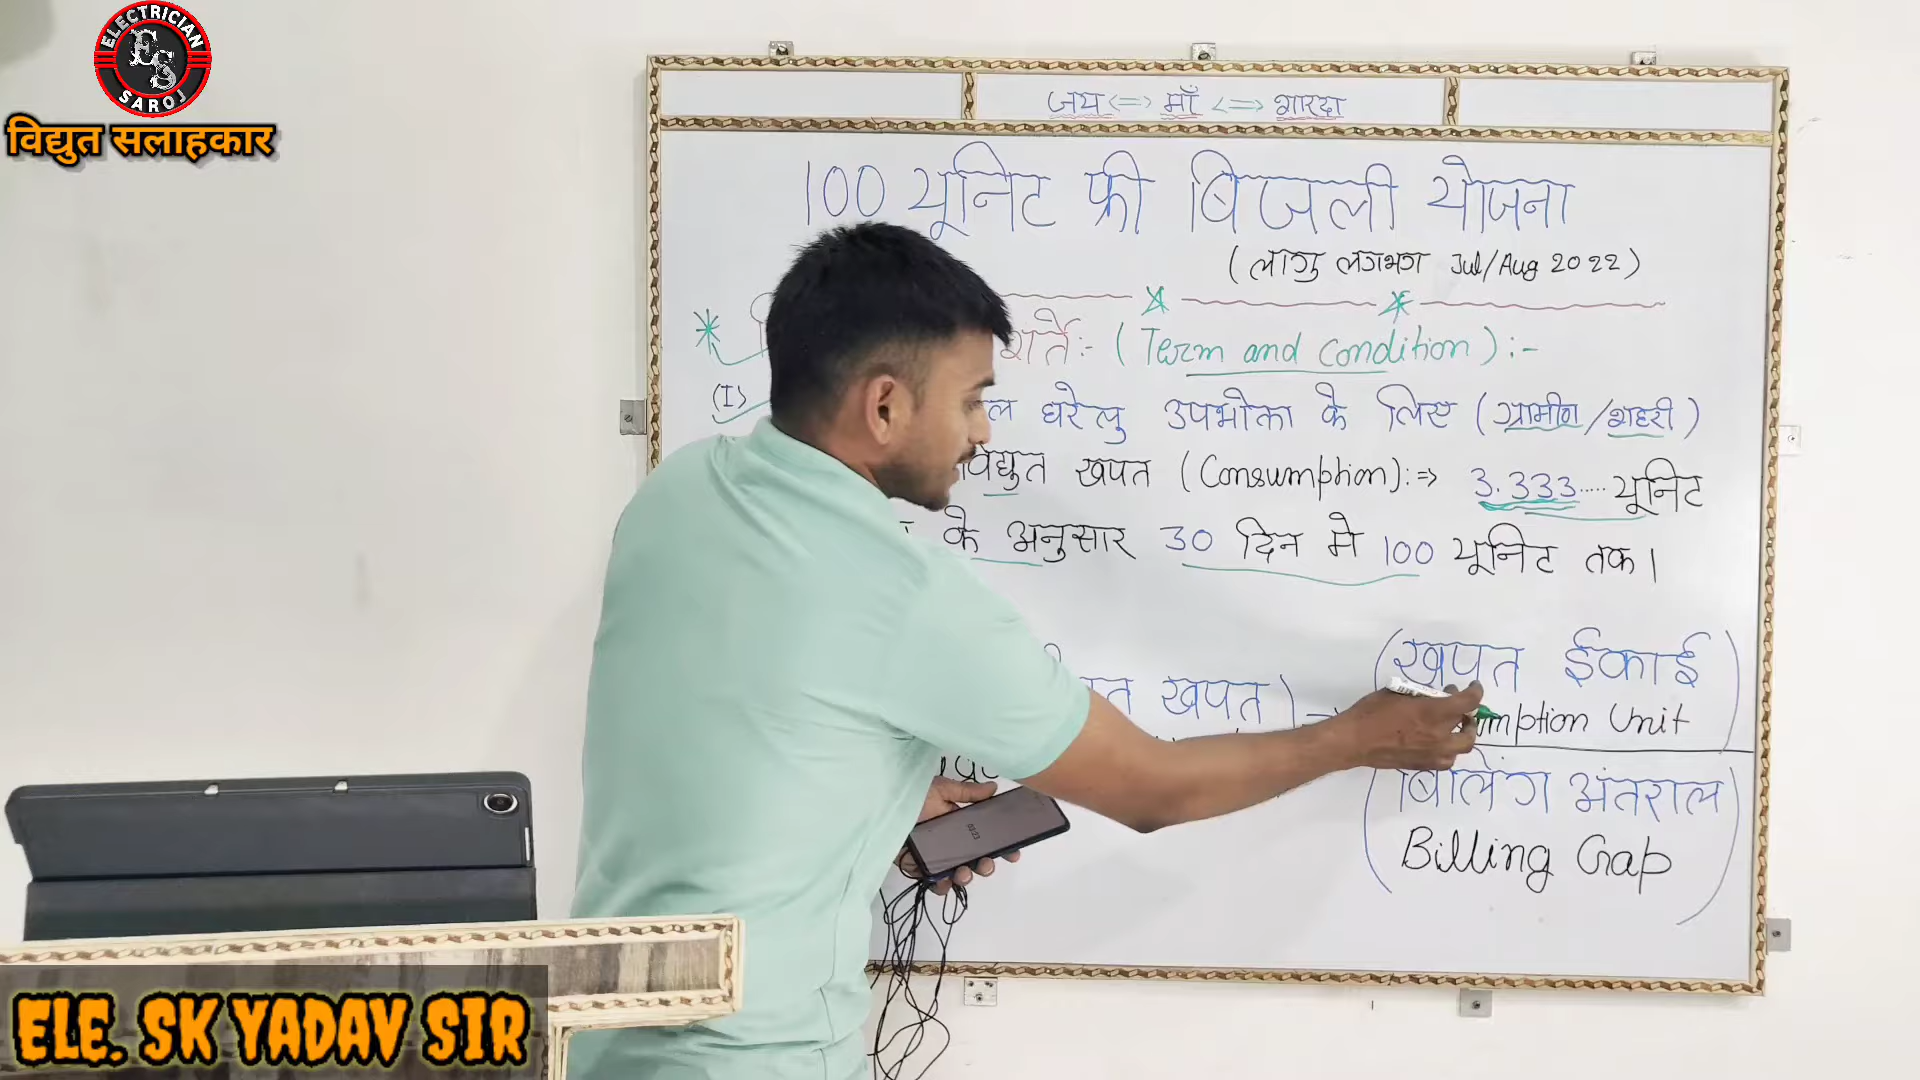 ELECTRICIAN
ES
SAROJ
विद्युत सलाहकार
जय <=> माँ <=> शारदा
100 यूनिट फ्री बिजली योजना
(लागु लगभग Jul/Aug 2022)
शर्ते:- (Term and condition):-
(I) घरेलु उपभोक्ता के लिए (ग्रामीण/शहरी)
विद्युत खपत (Consumption):=> 3.333..... यूनिट
के अनुसार 30 दिन मे 100 यूनिट तक।
खपत) (खपत ईकाई)
Unit
(बिलिंग अंतराल
Billing Gap)
03:23
ELE. SK YADAV SIR